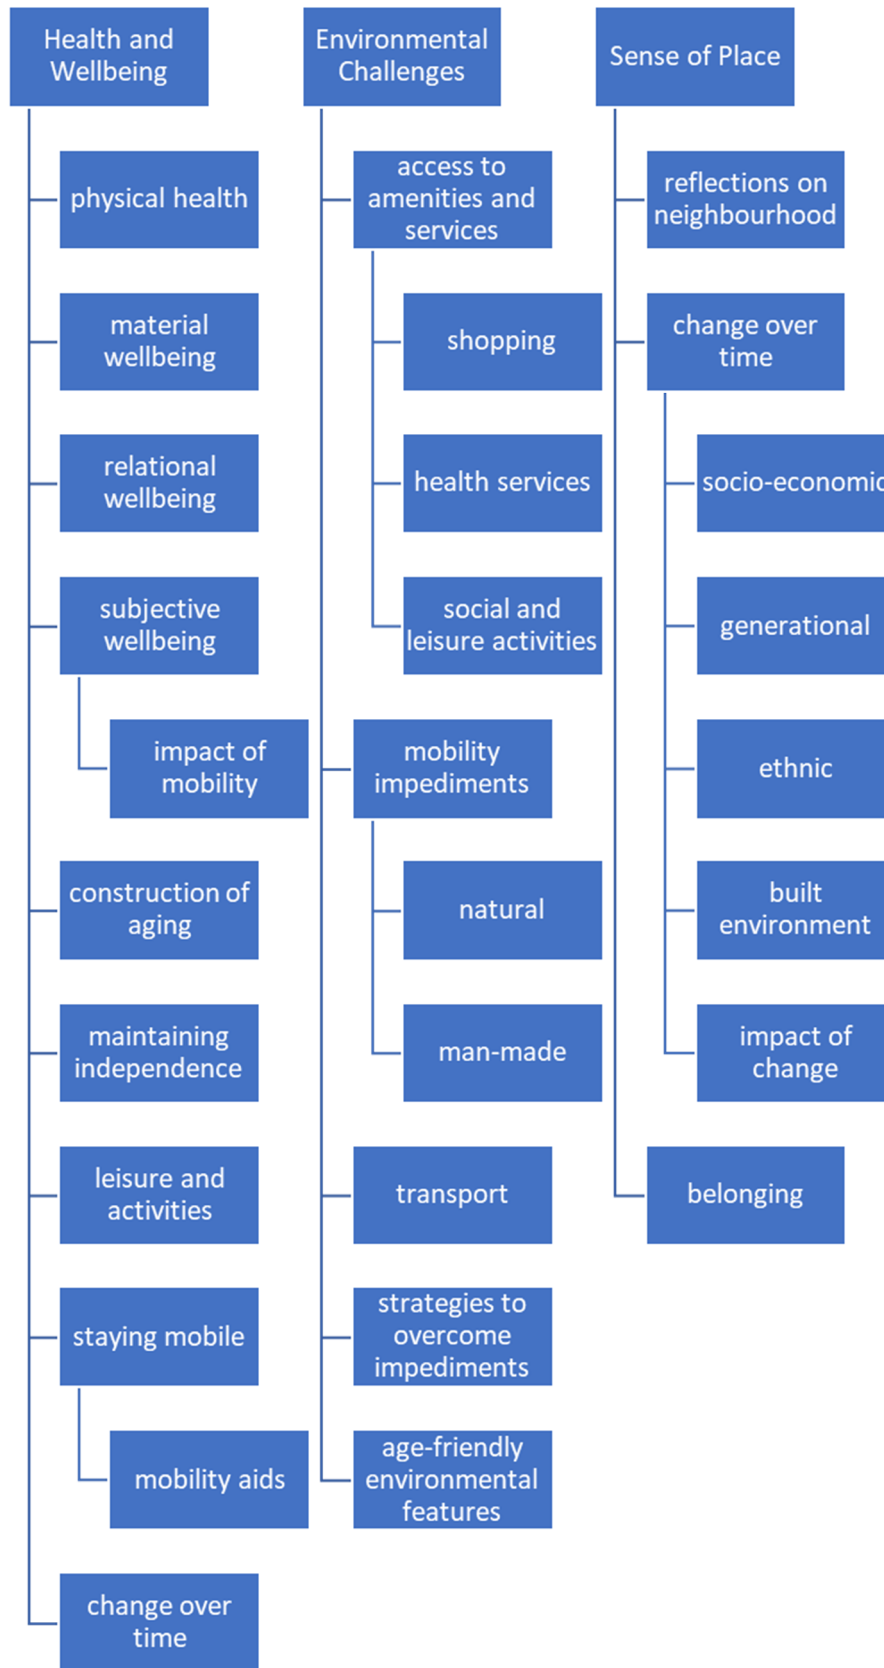 Health and
Wellbeing
physical health
material
wellbeing
relational
wellbeing
subjective
wellbeing
impact of
mobility
construction of
aging
maintaining
independence
leisure and
activities
staying mobile
mobility aids
change over
time
Environmental
Challenges
access to
amenities and
services
shopping
health services
social and
leisure activities
mobility
impediments
natural
man-made
transport
strategies to
overcome
impediments
age-friendly
environmental
features
Sense of Place
reflections on
neighbourhood
change over
time
socio-economic
generational
ethnic
built
environment
impact of
change
belonging